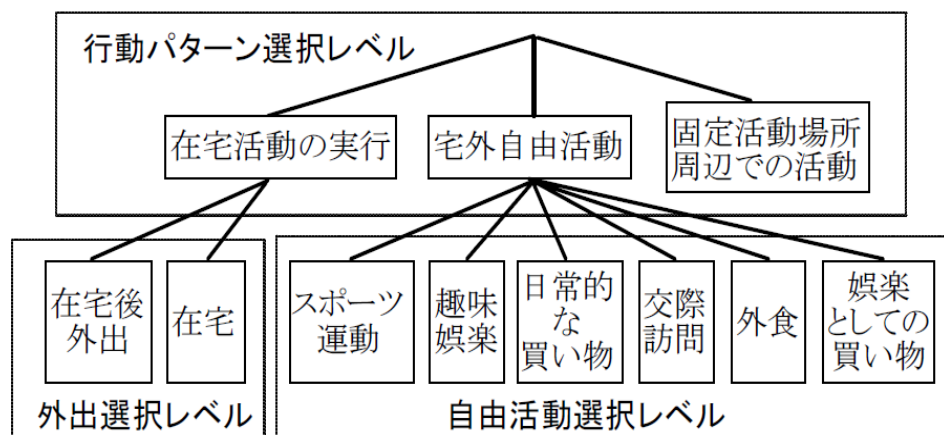 行動パターン選択レベル
在宅活動の実行
宅外自由活動
固定活動場所
周辺での活動
在宅後
外出
在宅
スポーツ
運動
趣味
娯楽
日常的
な
買い物
交際
訪問
外食
娯楽
としての
買い物
外出選択レベル
自由活動選択レベル